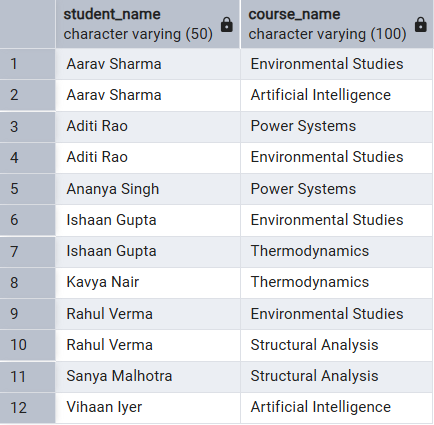 student_name course_name
character varying (50) character varying (100)
1 Aarav Sharma Environmental Studies
2 Aarav Sharma Artificial Intelligence
3 Aditi Rao Power Systems
4 Aditi Rao Environmental Studies
5 Ananya Singh Power Systems
6 Ishaan Gupta Environmental Studies
7 Ishaan Gupta Thermodynamics
8 Kavya Nair Thermodynamics
9 Rahul Verma Environmental Studies
10 Rahul Verma Structural Analysis
11 Sanya Malhotra Structural Analysis
12 Vihaan Iyer Artificial Intelligence